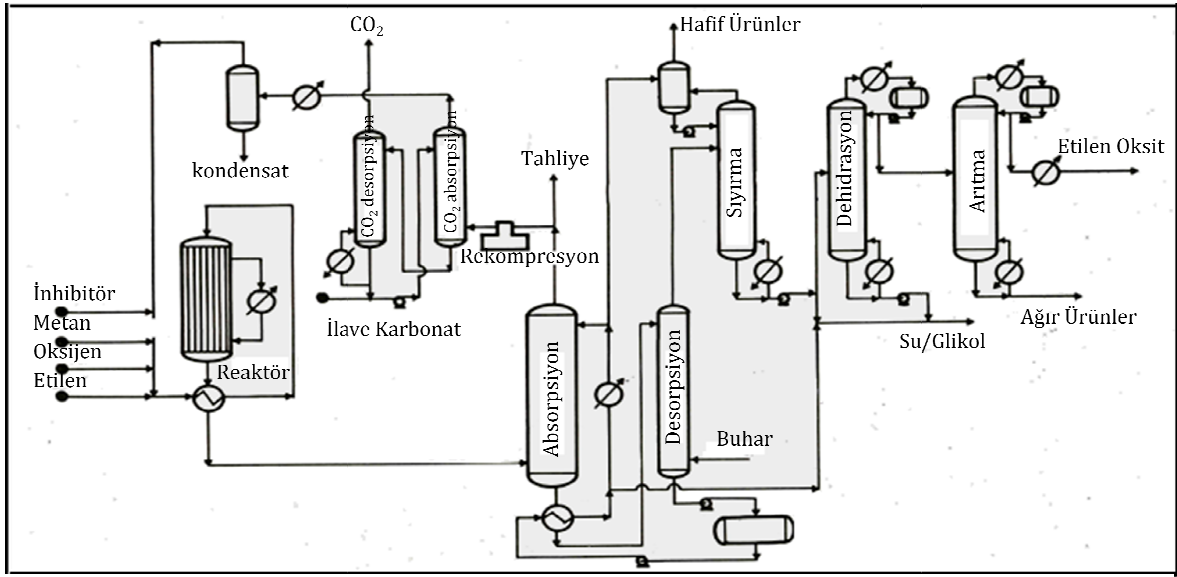 CO₂
Hafif Ürünler
kondensat
CO₂ desorpsiyon
CO₂ absorpsiyon
Tahliye
Sıyırma
Dehidrasyon
Arıtma
Etilen Oksit
Rekompresyon
İnhibitör
Metan
Oksijen
Etilen
Reaktör
İlave Karbonat
Absorpsiyon
Desorpsiyon
Buhar
Su/Glikol
Ağır Ürünler